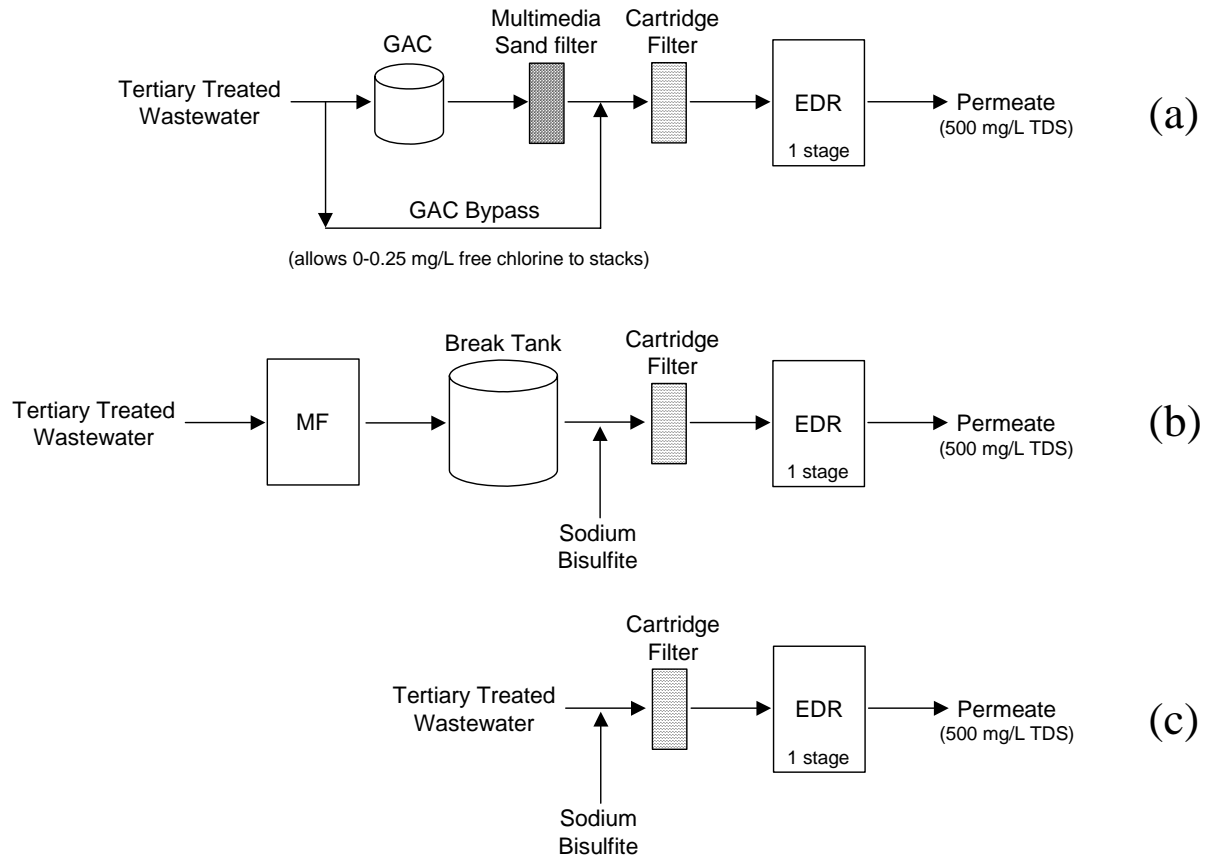 Multimedia
Sand filter
Cartridge
Filter
GAC
Tertiary Treated
Wastewater
EDR
1 stage
Permeate
(500 mg/L TDS)
(a)
GAC Bypass
(allows 0-0.25 mg/L free chlorine to stacks)
Break Tank
Cartridge
Filter
Tertiary Treated
Wastewater
MF
EDR
1 stage
Permeate
(500 mg/L TDS)
(b)
Sodium
Bisulfite
Cartridge
Filter
Tertiary Treated
Wastewater
EDR
1 stage
Permeate
(500 mg/L TDS)
(c)
Sodium
Bisulfite